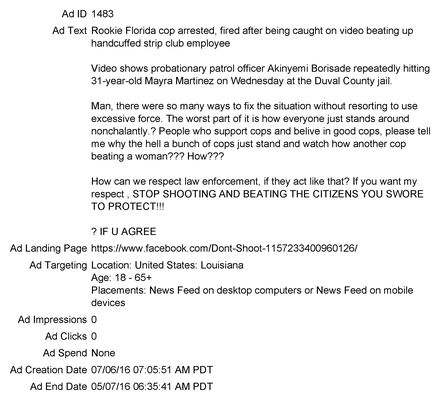 Ad ID 1483
Ad Text Rookie Florida cop arrested, fired after being caught on video beating up
handcuffed strip club employee
Video shows probationary patrol officer Akinyemi Borisade repeatedly hitting
31-year-old Mayra Martinez on Wednesday at the Duval County jail.
Man, there were so many ways to fix the situation without resorting to use
excessive force. The worst part of it is how everyone just stands around
nonchalantly.? People who support cops and belive in good cops, please tell
me why the hell a bunch of cops just stand and watch how another cop
beating a woman??? How???
How can we respect law enforcement, if they act like that? If you want my
respect , STOP SHOOTING AND BEATING THE CITIZENS YOU SWORE
TO PROTECT!!!
? IF U AGREE
Ad Landing Page https://www.facebook.com/Dont-Shoot-1157233400960126/
Ad Targeting Location: United States: Louisiana
Age: 18 - 65+
Placements: News Feed on desktop computers or News Feed on mobile
devices
Ad Impressions 0
Ad Clicks 0
Ad Spend None
Ad Creation Date 07/06/16 07:05:51 AM PDT
Ad End Date 05/07/16 06:35:41 AM PDT